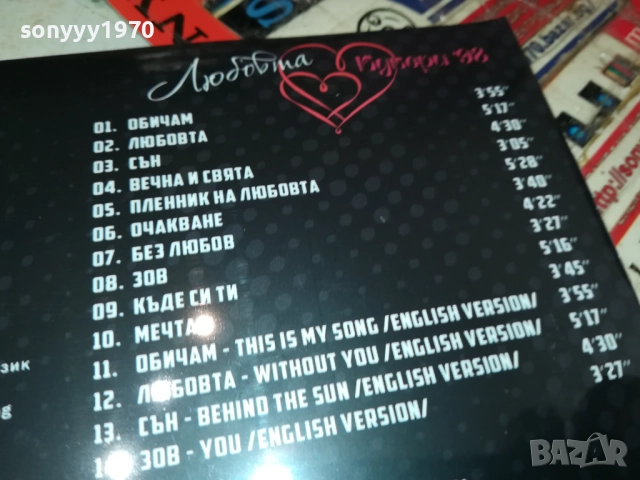 sonyyy1970
Любовта Бумеранг '98
01. ОБИЧАМ 3'55''
02. ЛЮБОВТА 5'17''
03. СЪН 4'30''
04. ВЕЧНА И СВЯТА 3'05''
05. ПЛЕННИК НА ЛЮБОВТА 5'28''
06. ОЧАКВАНЕ 3'40''
07. БЕЗ ЛЮБОВ 4'22''
08. ЗОВ 3'27''
09. КЪДЕ СИ ТИ 5'16''
10. МЕЧТА 3'45''
11. ОБИЧАМ - THIS IS MY SONG /ENGLISH VERSION/ 3'55''
12. ЛЮБОВТА - WITHOUT YOU /ENGLISH VERSION/ 5'17''
13. СЪН - BEHIND THE SUN /ENGLISH VERSION/ 4'30''
ЗОВ - YOU /ENGLISH VERSION/ 3'27''
зик
BAZAR